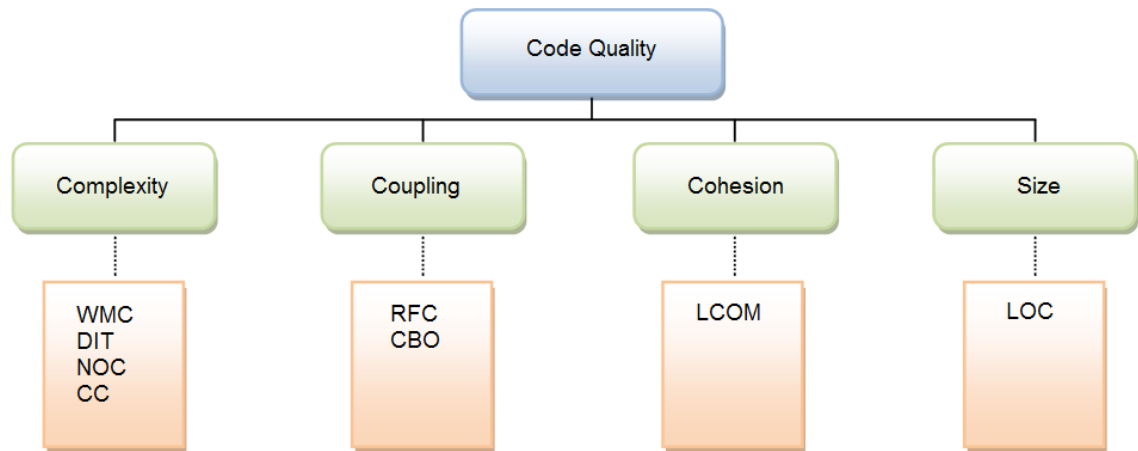 Code Quality
Complexity
Coupling
Cohesion
Size
WMC
DIT
NOC
CC
RFC
CBO
LCOM
LOC